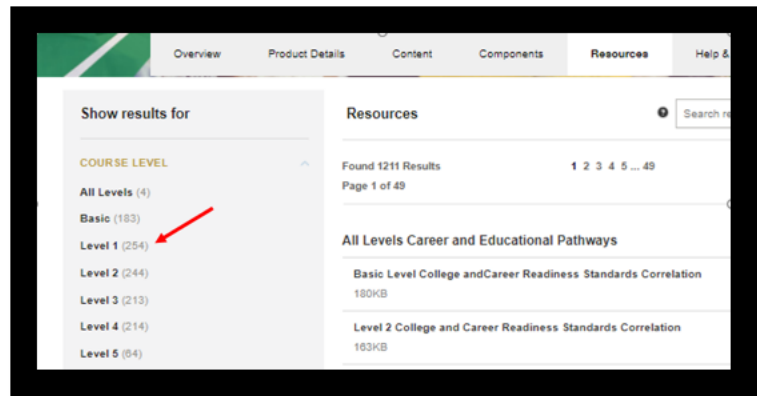 Overview Product Details Content Components Resources Help &
Show results for
COURSE LEVEL
All Levels (4)
Basic (183)
Level 1 (254)
Level 2 (244)
Level 3 (213)
Level 4 (214)
Level 5 (64)
Resources
Search re
Found 1211 Results 1 2 3 4 5 ... 49
Page 1 of 49
All Levels Career and Educational Pathways
Basic Level College andCareer Readiness Standards Correlation
180KB
Level 2 College and Career Readiness Standards Correlation
163KB